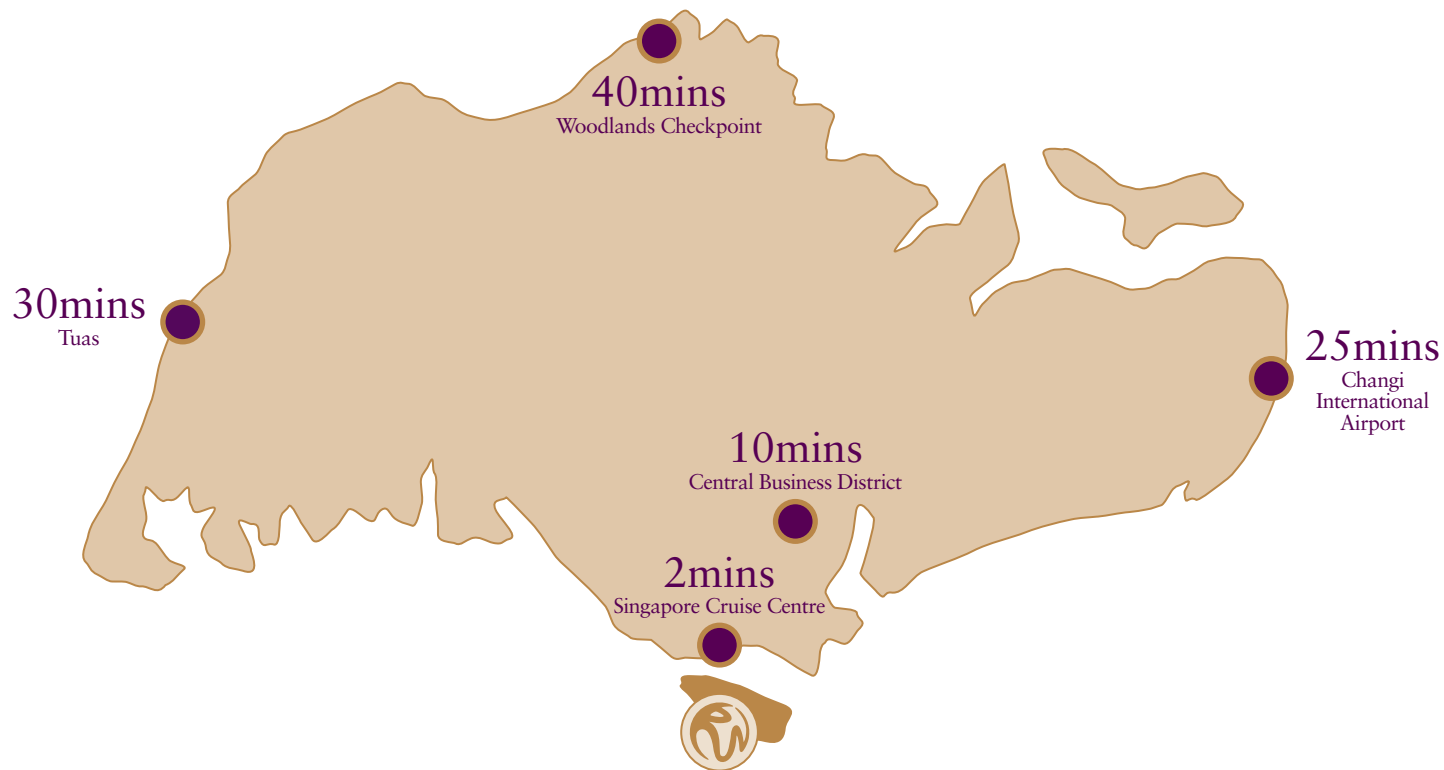 40mins
Woodlands Checkpoint
30mins
Tuas
25mins
Changi
International
Airport
10mins
Central Business District
2mins
Singapore Cruise Centre